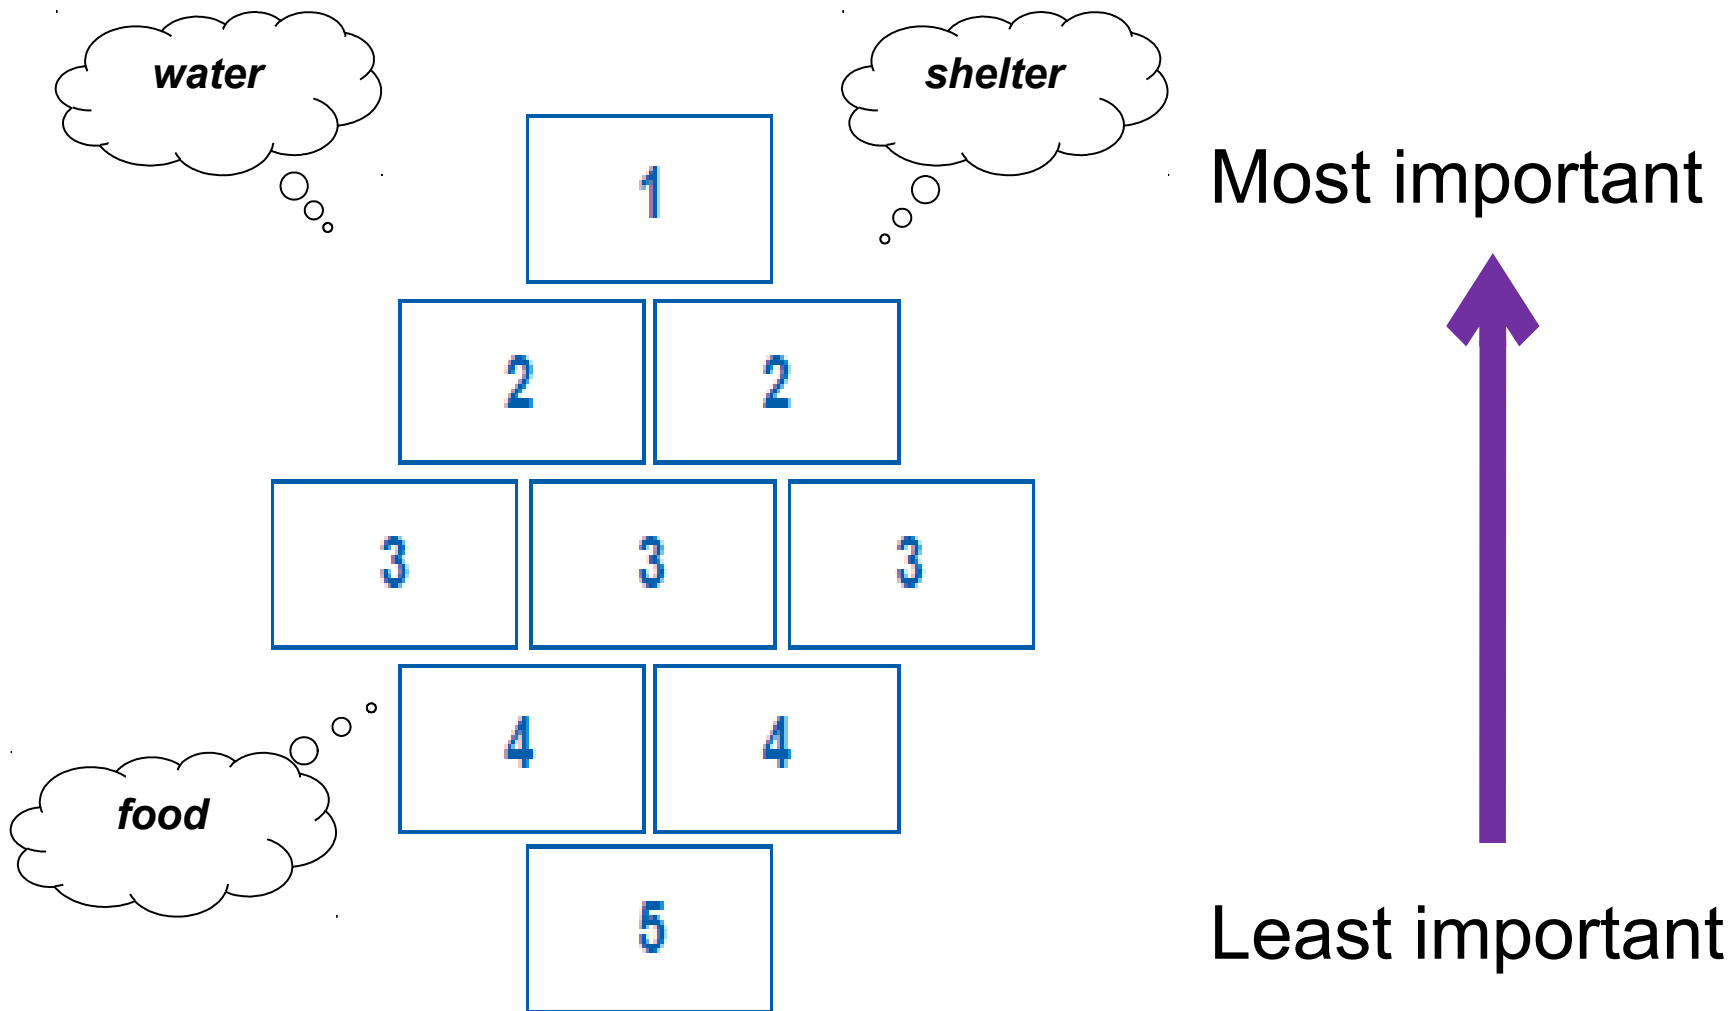 water
shelter
Most important
1
2 2
3 3 3
4 4
food
5
Least important